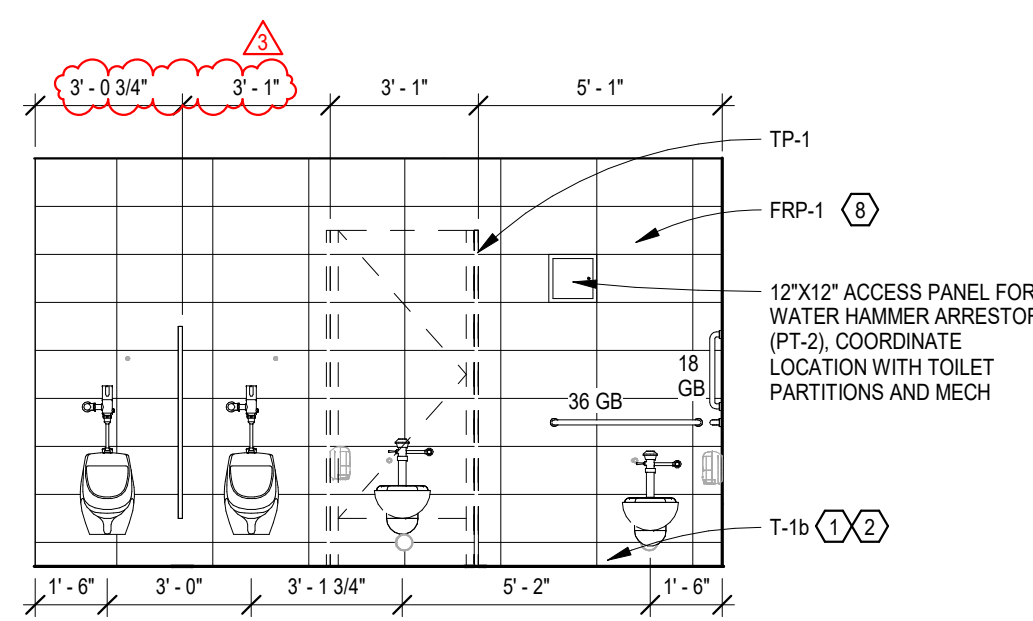 3
3' - 0 3/4" 3' - 1" 3' - 1" 5' - 1"
TP-1
FRP-1 8
12"X12" ACCESS PANEL FOR
WATER HAMMER ARRESTOR
(PT-2), COORDINATE
LOCATION WITH TOILET
PARTITIONS AND MECH
18
GB
36 GB
T-1b 1 2
1' - 6" 3' - 0" 3' - 1 3/4" 5' - 2" 1' - 6"